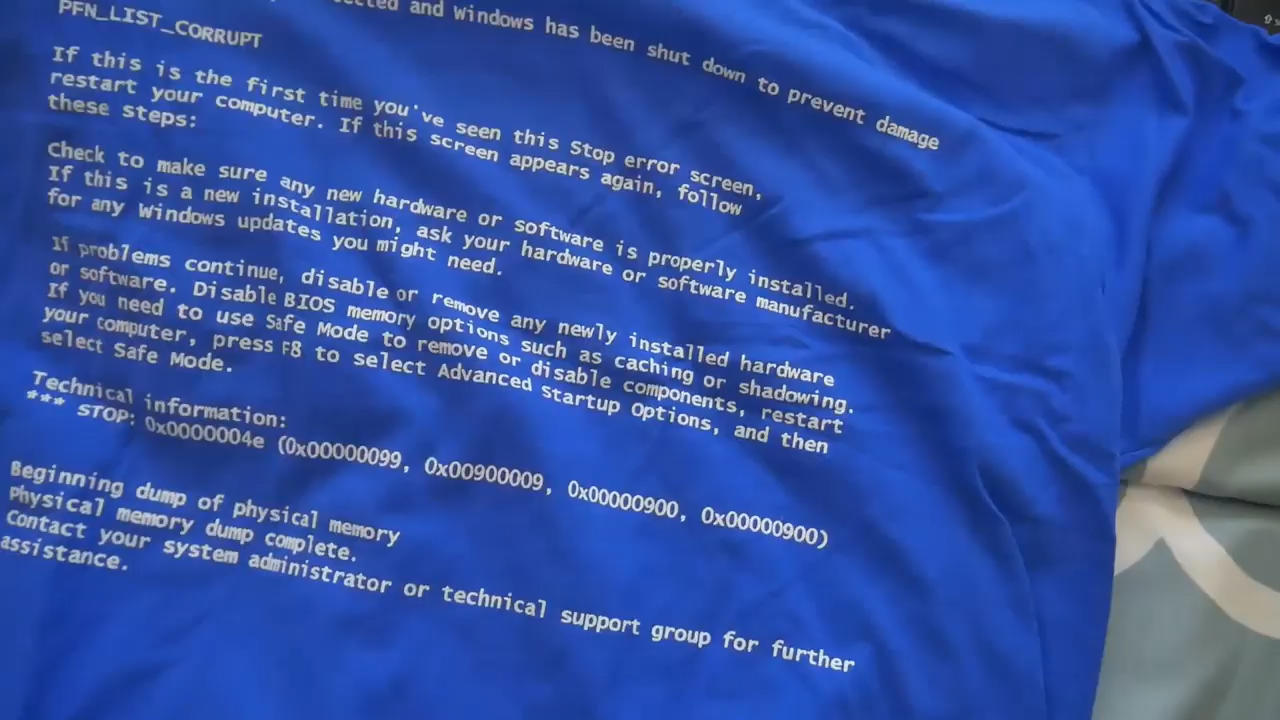 and Windows has been shut down to prevent damage
PFN_LIST_CORRUPT
If this is the first time you've seen this Stop error screen,
restart your computer. If this screen appears again, follow
these steps:
Check to make sure any new hardware or software is properly installed.
If this is a new installation, ask your hardware or software manufacturer
for any Windows updates you might need.
If problems continue, disable or remove any newly installed hardware
or software. Disable BIOS memory options such as caching or shadowing.
If you need to use Safe Mode to remove or disable components, restart
your computer, press F8 to select Advanced Startup Options, and then
select Safe Mode.
Technical information:
*** STOP: 0x0000004e (0x00000099, 0x00900009, 0x00000900, 0x00000900)
Beginning dump of physical memory
Physical memory dump complete.
Contact your system administrator or technical support group for further
assistance.